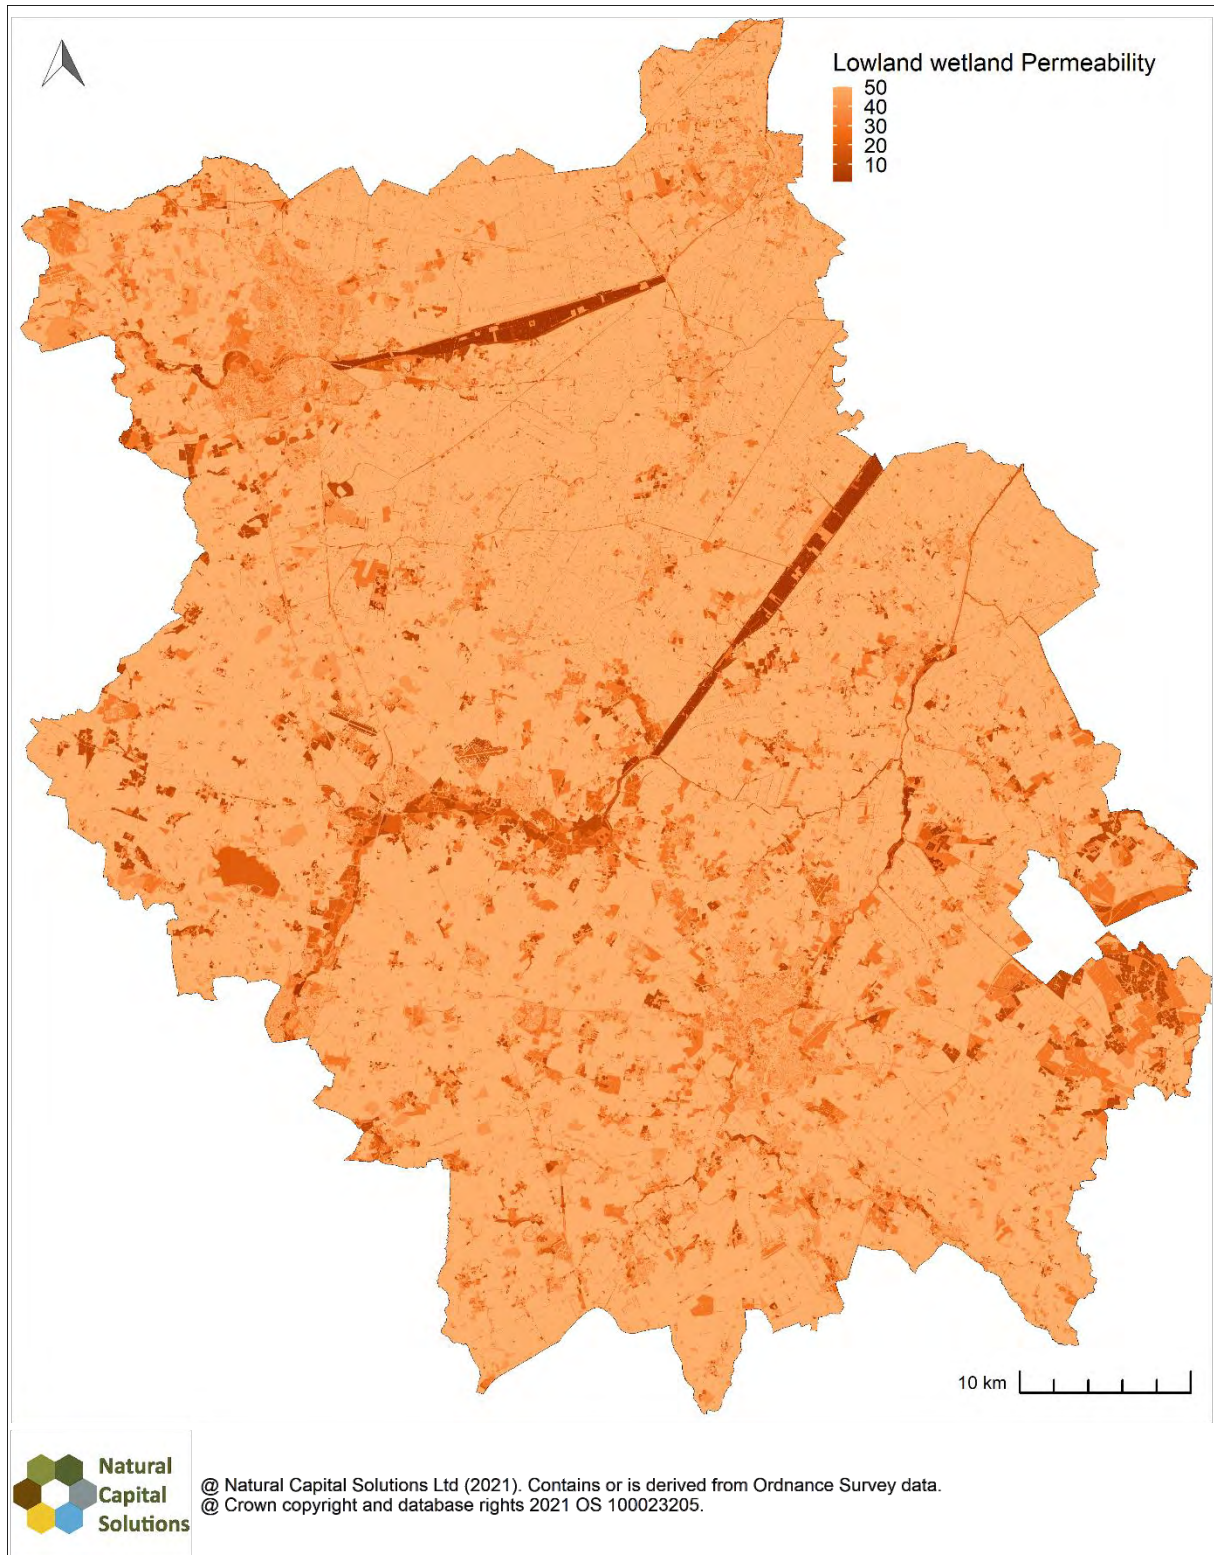 Lowland wetland Permeability
50
40
30
20
10
10 km
Natural
Capital
Solutions
@ Natural Capital Solutions Ltd (2021). Contains or is derived from Ordnance Survey data.
@ Crown copyright and database rights 2021 OS 100023205.